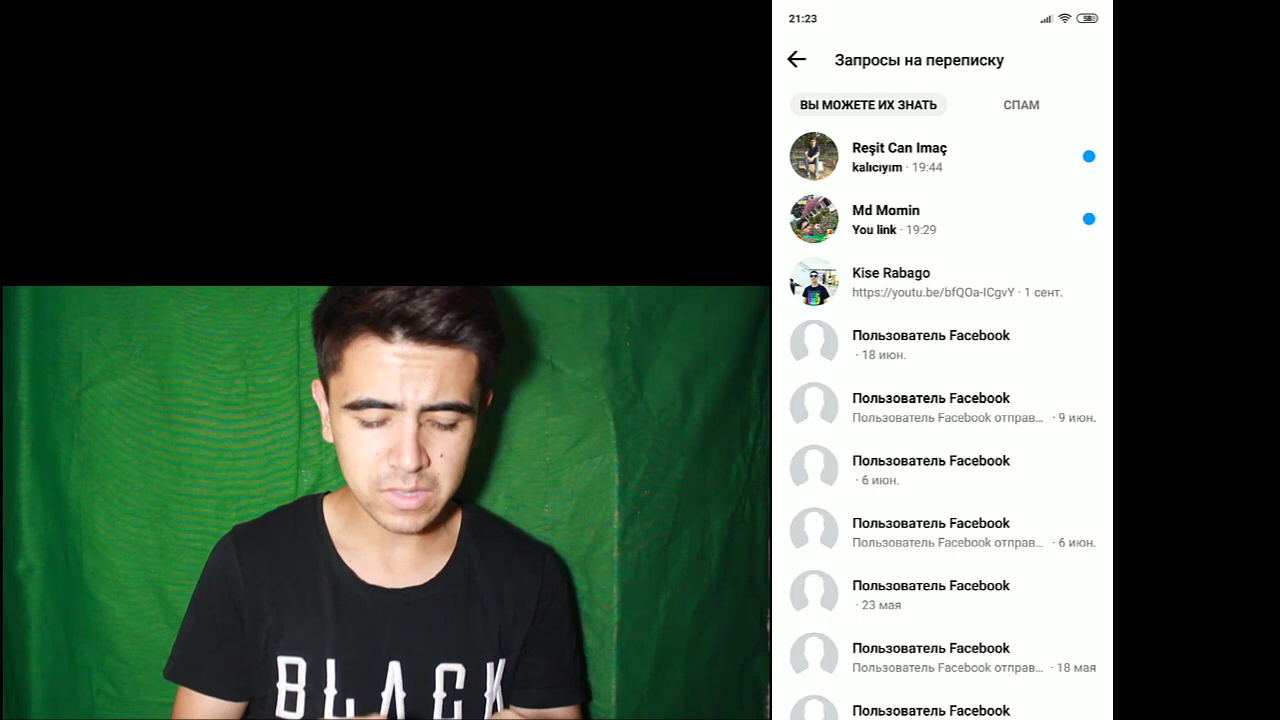 21:23
58
Запросы на переписку
ВЫ МОЖЕТЕ ИХ ЗНАТЬ
СПАМ
Reşit Can Imaç
kalıcıyım · 19:44
Md Momin
You link · 19:29
Kise Rabago
https://youtu.be/bfQOa-ICgvY · 1 сент.
Пользователь Facebook
· 18 июн.
Пользователь Facebook
Пользователь Facebook отправ... · 9 июн.
Пользователь Facebook
· 6 июн.
Пользователь Facebook
Пользователь Facebook отправ... · 6 июн.
Пользователь Facebook
· 23 мая
Пользователь Facebook
Пользователь Facebook отправ... · 18 мая
Пользователь Facebook
BLACK